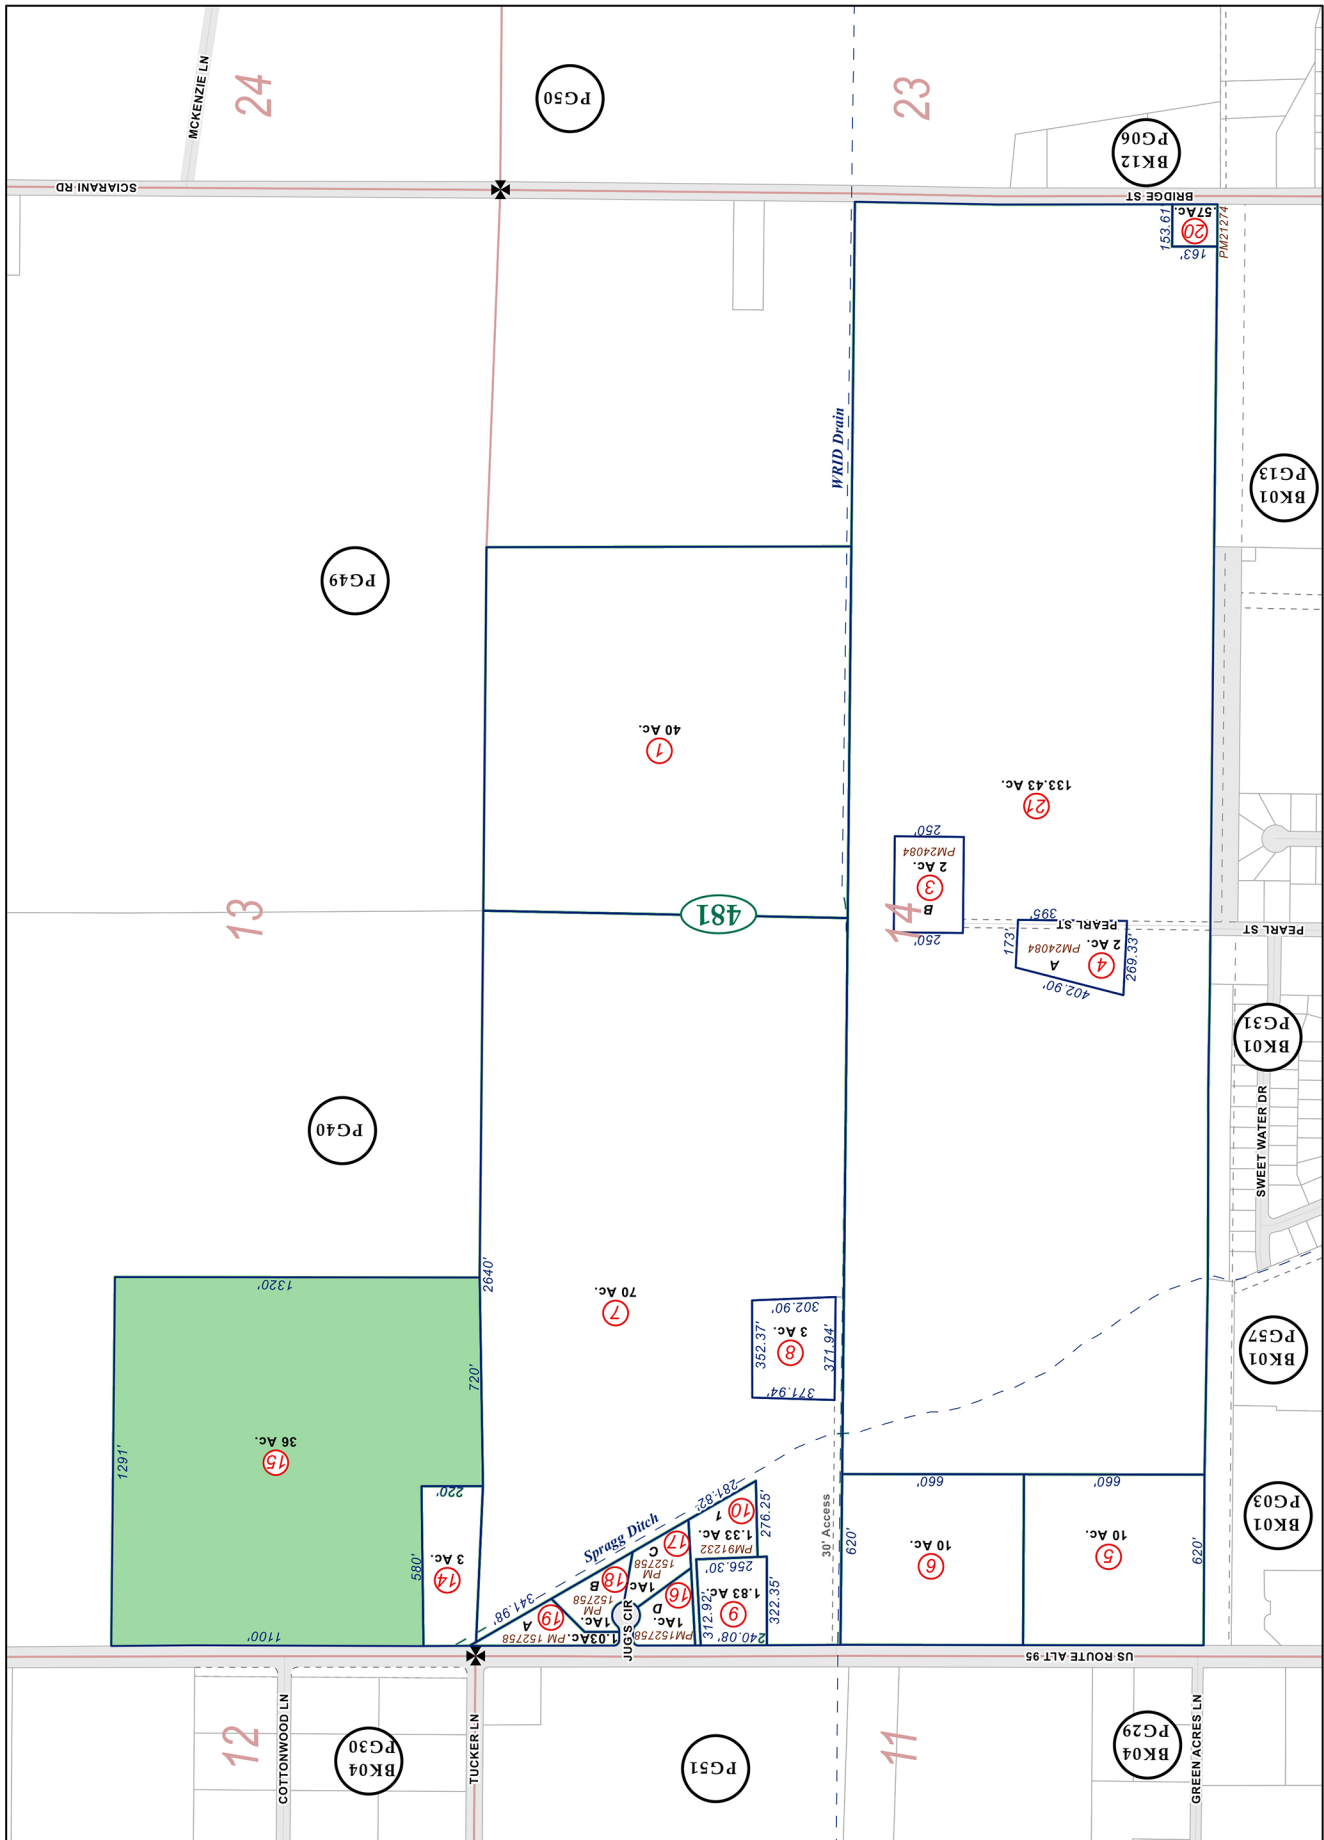 MCKENZIE LN
24
PG50
23
BK12
PG06
SCIARANI RD
BRIDGE ST
.57Ac.
20
153.61'
163'
PM21274
WRID Drain
BK01
PG13
PG49
40 Ac.
1
133.43 Ac.
21
250'
PM24084
2 Ac.
3
B
250'
14
481
13
395'
PEARL ST
2 Ac.
PM24084
A
4
173'
269.33'
402.90'
PEARL ST
BK01
PG31
SWEET WATER DR
PG40
1320'
2640'
720'
70 Ac.
7
302.90'
352.37'
3 Ac.
8
371.94'
371.94'
BK01
PG57
36 Ac.
15
1291'
220'
580'
3 Ac.
14
1100'
Spragg Ditch
281.82'
341.98'
10
1
1.33 Ac.
PM91232
276.25'
17
C
PM
152758
1Ac.
18
B
PM
152758
1Ac.
16
D
1Ac.
PM152758
19
A
PM 152758
1.03Ac.
JUG'S CIR
256.30'
312.92'
1.83 Ac.
9
322.35'
240.08'
30' Access
620'
660'
10 Ac.
6
660'
10 Ac.
5
620'
BK01
PG03
US ROUTE ALT 95
12
COTTONWOOD LN
BK04
PG30
TUCKER LN
PG51
11
BK04
PG29
GREEN ACRES LN